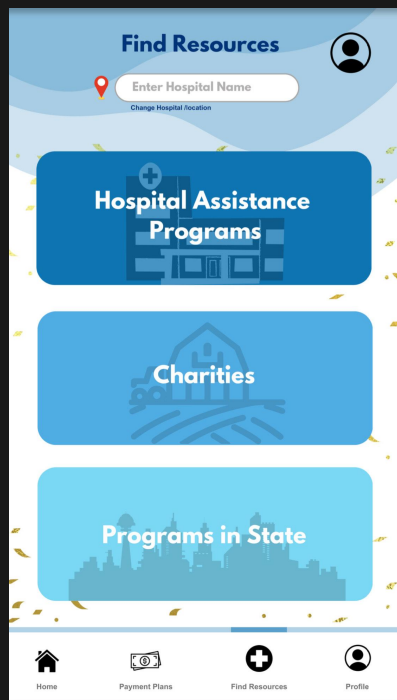 Find Resources
Enter Hospital Name
Change Hospital /location
Hospital Assistance
Programs
Charities
Programs in State
Home
Payment Plans
Find Resources
Profile